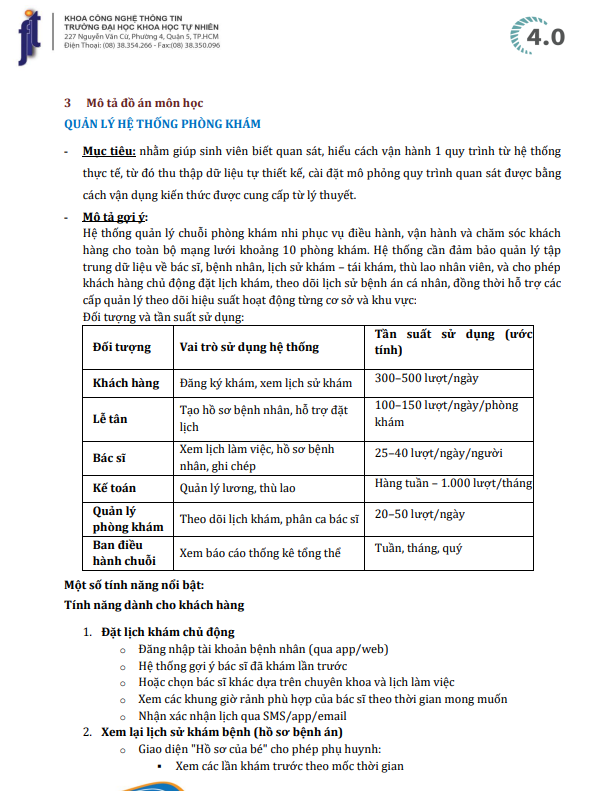 KHOA CÔNG NGHỆ THÔNG TIN
TRƯỜNG ĐẠI HỌC KHOA HỌC TỰ NHIÊN
227 Nguyễn Văn Cừ, Phường 4, Quận 5, TP.HCM
Điện Thoại: (08) 38.354.266 - Fax:(08) 38.350.096
fit
4.0
3 Mô tả đồ án môn học
QUẢN LÝ HỆ THỐNG PHÒNG KHÁM
- Mục tiêu: nhằm giúp sinh viên biết quan sát, hiểu cách vận hành 1 quy trình từ hệ thống
thực tế, từ đó thu thập dữ liệu tự thiết kế, cài đặt mô phỏng quy trình quan sát được bằng
cách vận dụng kiến thức được cung cấp từ lý thuyết.
- Mô tả gợi ý:
Hệ thống quản lý chuỗi phòng khám nhi phục vụ điều hành, vận hành và chăm sóc khách
hàng cho toàn bộ mạng lưới khoảng 10 phòng khám. Hệ thống cần đảm bảo quản lý tập
trung dữ liệu về bác sĩ, bệnh nhân, lịch sử khám – tái khám, thù lao nhân viên, và cho phép
khách hàng chủ động đặt lịch khám, theo dõi lịch sử bệnh án cá nhân, đồng thời hỗ trợ các
cấp quản lý theo dõi hiệu suất hoạt động từng cơ sở và khu vực:
Đối tượng và tần suất sử dụng:
Đối tượng
Vai trò sử dụng hệ thống
Tần suất sử dụng (ước
tính)
Khách hàng
Đăng ký khám, xem lịch sử khám
300–500 lượt/ngày
Lễ tân
Tạo hồ sơ bệnh nhân, hỗ trợ đặt
lịch
100–150 lượt/ngày/phòng
khám
Bác sĩ
Xem lịch làm việc, hồ sơ bệnh
nhân, ghi chép
25–40 lượt/ngày/người
Kế toán
Quản lý lương, thù lao
Hàng tuần – 1.000 lượt/tháng
Quản lý
phòng khám
Theo dõi lịch khám, phân ca bác sĩ
20–50 lượt/ngày
Ban điều
hành chuỗi
Xem báo cáo thống kê tổng thể
Tuần, tháng, quý
Một số tính năng nổi bật:
Tính năng dành cho khách hàng
1. Đặt lịch khám chủ động
o Đăng nhập tài khoản bệnh nhân (qua app/web)
o Hệ thống gợi ý bác sĩ đã khám lần trước
o Hoặc chọn bác sĩ khác dựa trên chuyên khoa và lịch làm việc
o Xem các khung giờ rảnh phù hợp của bác sĩ theo thời gian mong muốn
o Nhận xác nhận lịch qua SMS/app/email
2. Xem lại lịch sử khám bệnh (hồ sơ bệnh án)
o Giao diện "Hồ sơ của bé" cho phép phụ huynh:
▪ Xem các lần khám trước theo mốc thời gian